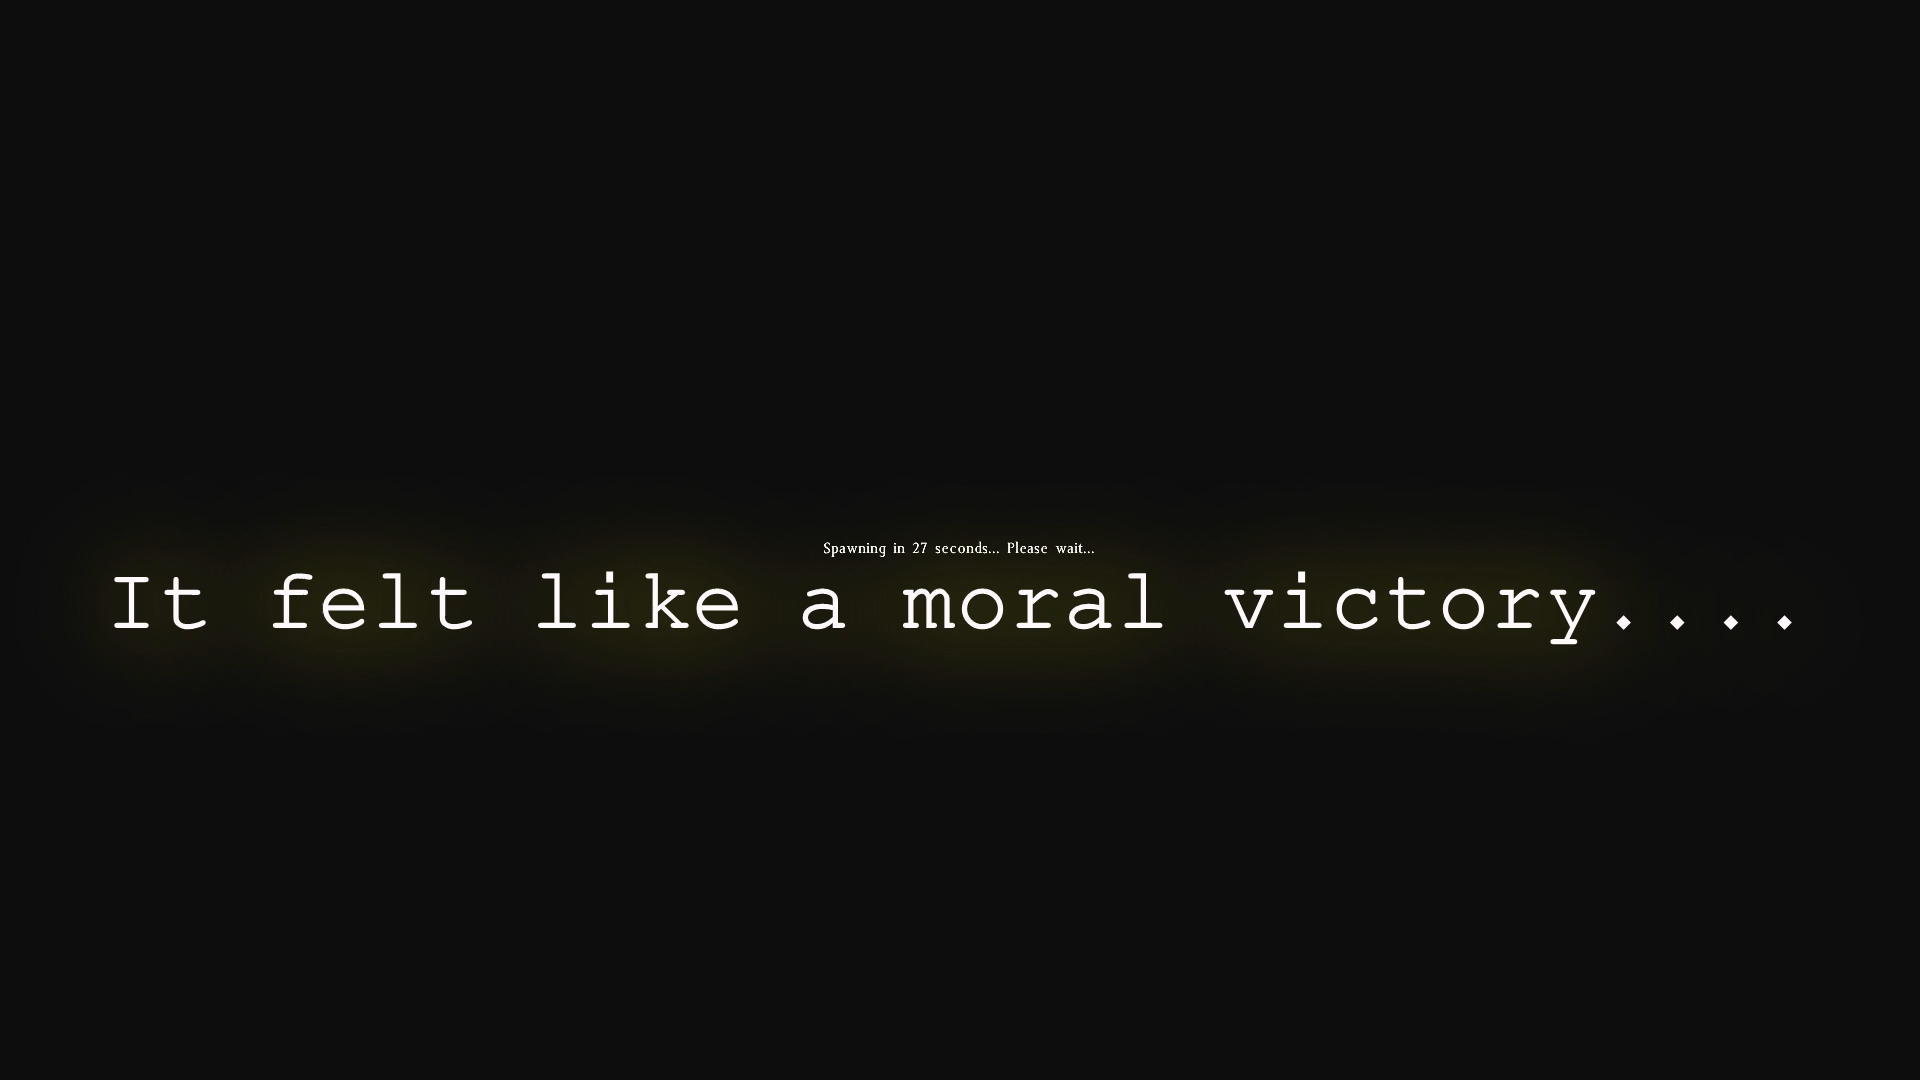 Spawning in 27 seconds... Please wait...
It felt like a moral victory....